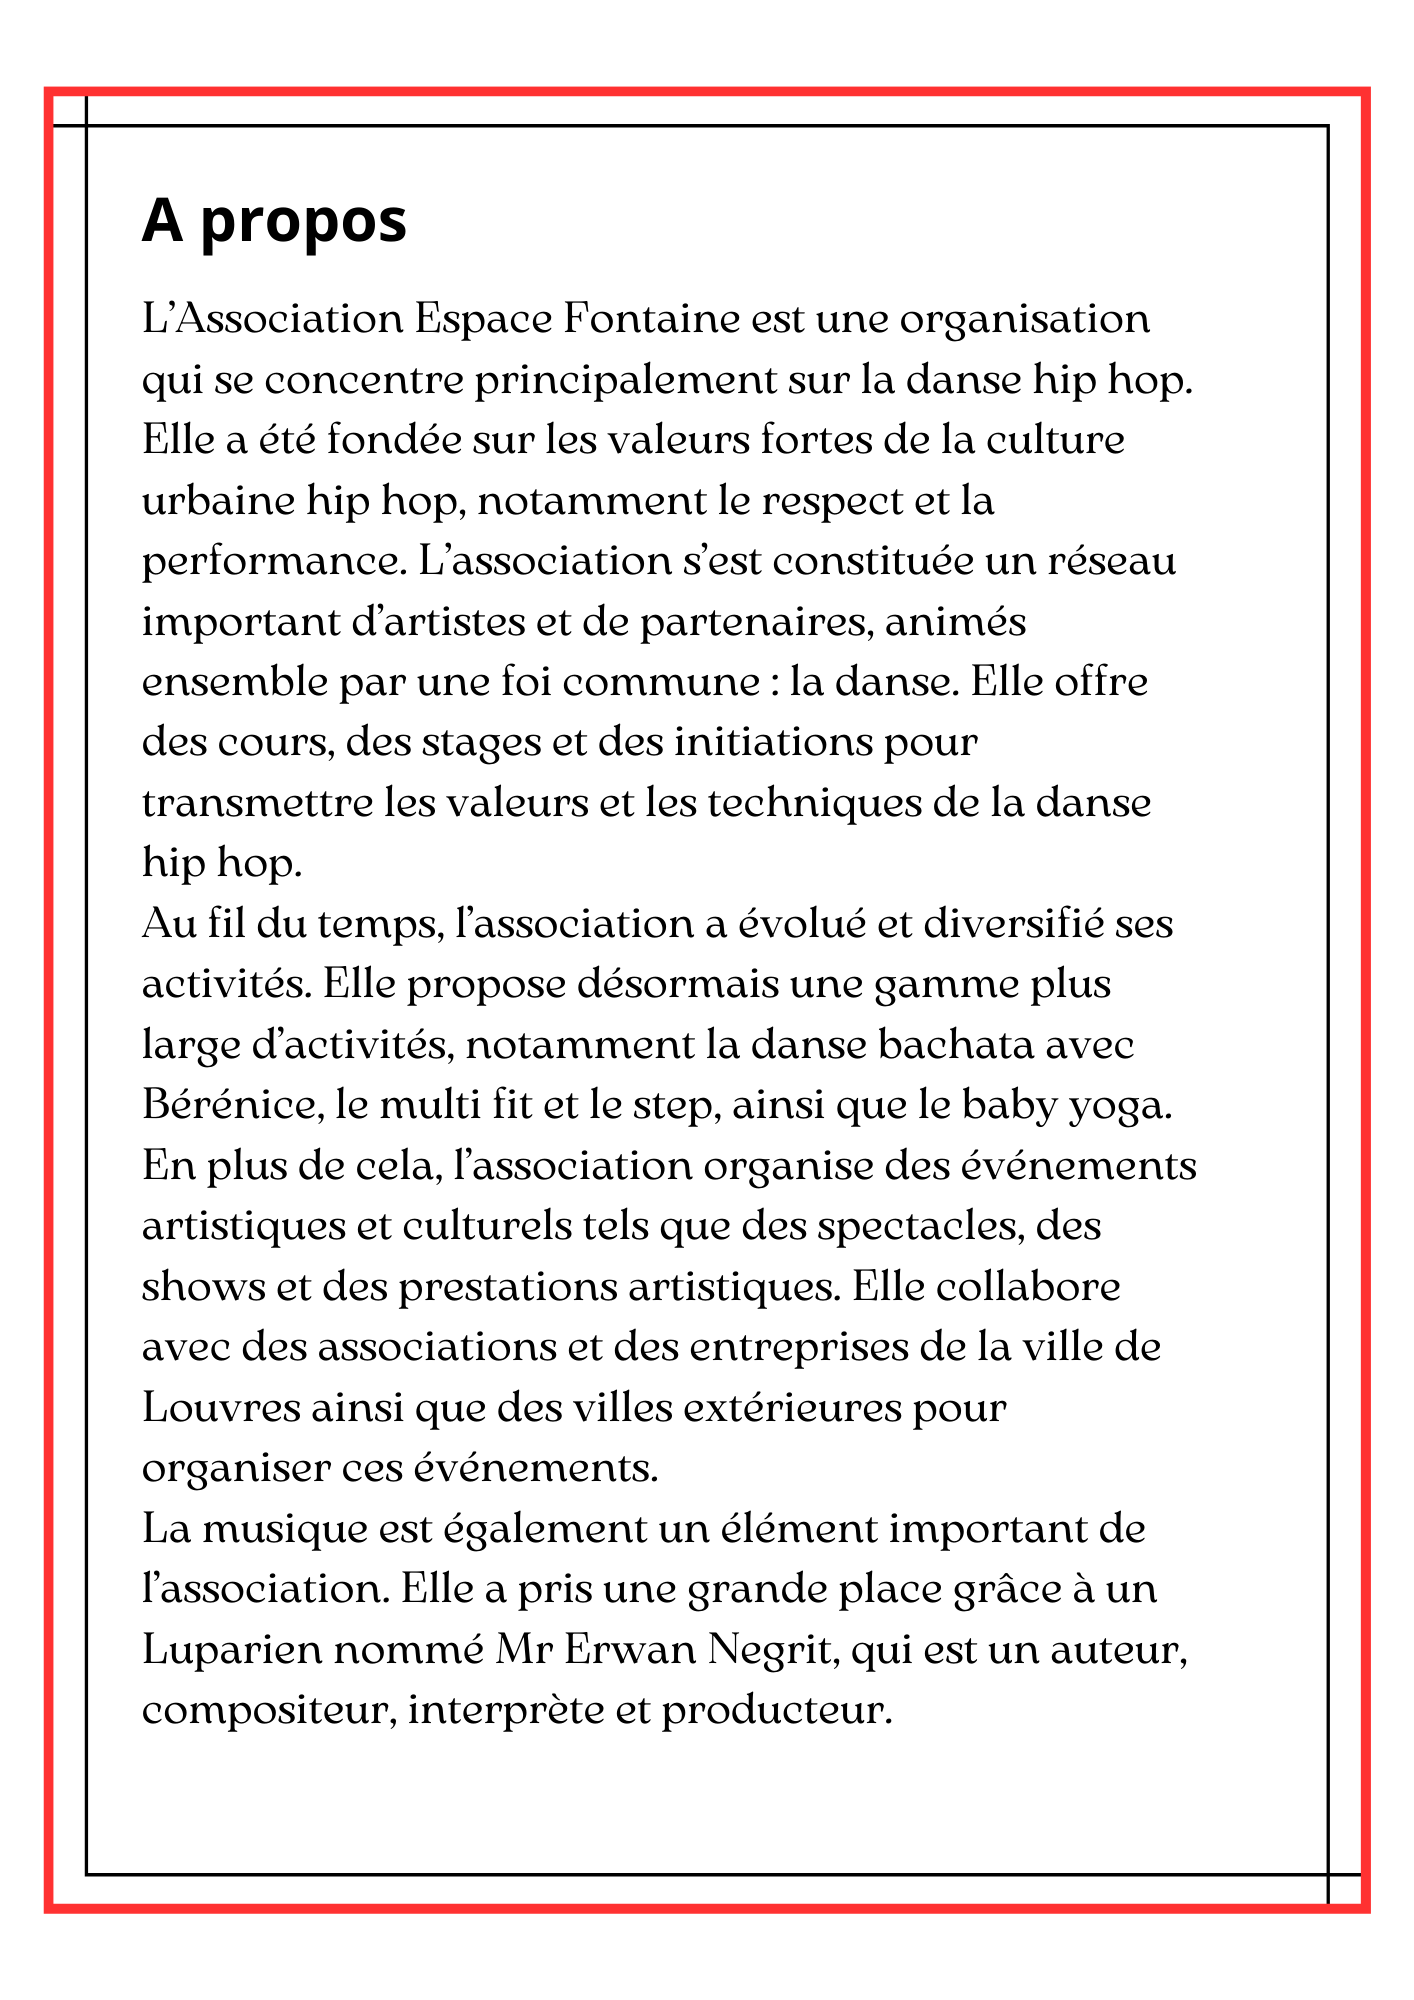 A propos
L’Association Espace Fontaine est une organisation
qui se concentre principalement sur la danse hip hop.
Elle a été fondée sur les valeurs fortes de la culture
urbaine hip hop, notamment le respect et la
performance. L’association s’est constituée un réseau
important d’artistes et de partenaires, animés
ensemble par une foi commune : la danse. Elle offre
des cours, des stages et des initiations pour
transmettre les valeurs et les techniques de la danse
hip hop.
Au fil du temps, l’association a évolué et diversifié ses
activités. Elle propose désormais une gamme plus
large d’activités, notamment la danse bachata avec
Bérénice, le multi fit et le step, ainsi que le baby yoga.
En plus de cela, l’association organise des événements
artistiques et culturels tels que des spectacles, des
shows et des prestations artistiques. Elle collabore
avec des associations et des entreprises de la ville de
Louvres ainsi que des villes extérieures pour
organiser ces événements.
La musique est également un élément important de
l’association. Elle a pris une grande place grâce à un
Luparien nommé Mr Erwan Negrit, qui est un auteur,
compositeur, interprète et producteur.